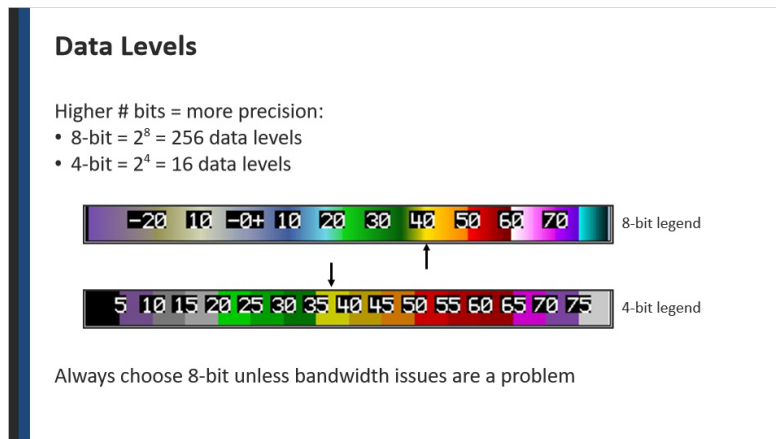 Data Levels
Higher # bits = more precision:
• 8-bit = 2⁸ = 256 data levels
• 4-bit = 2⁴ = 16 data levels
-20 10 -0+ 10 20 30 40 50 60 70
8-bit legend
5 10 15 20 25 30 35 40 45 50 55 60 65 70 75
4-bit legend
Always choose 8-bit unless bandwidth issues are a problem